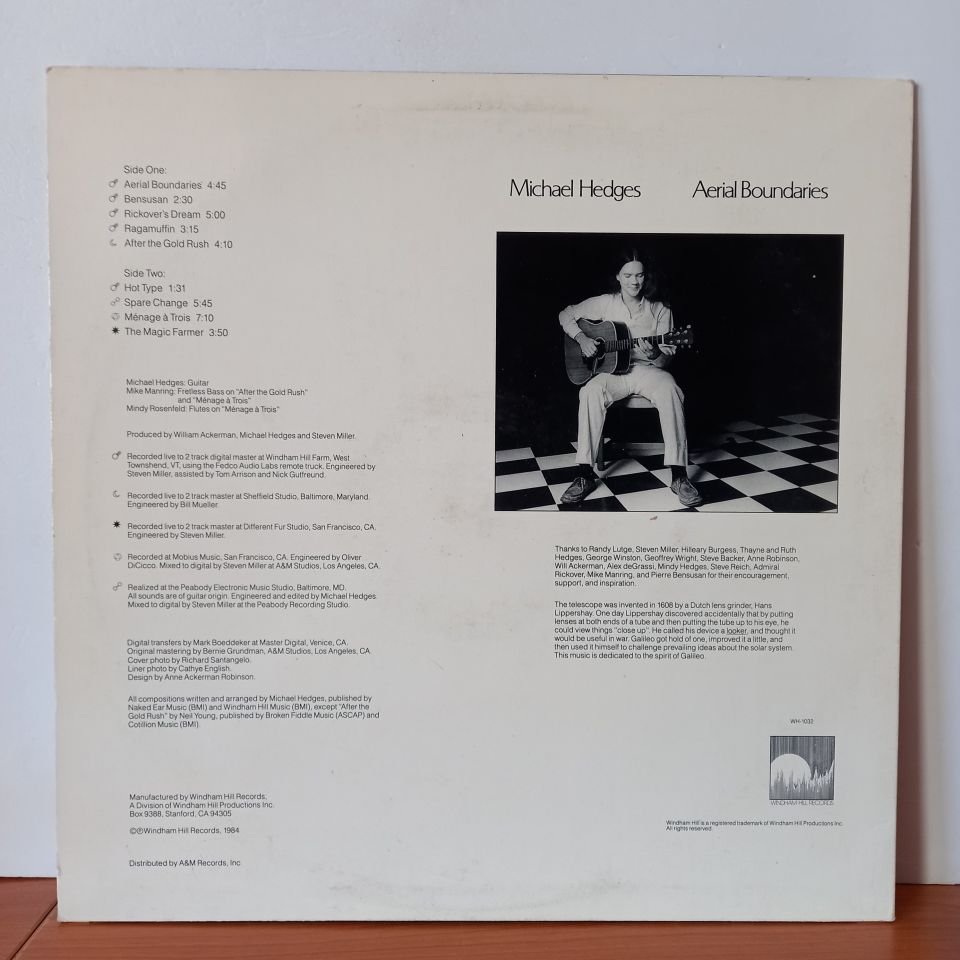 Side One:
Aerial Boundaries 4:45
Bensusan 2:30
Rickover's Dream 5:00
Ragamuffin 3:15
After the Gold Rush 4:10
Side Two:
Hot Type 1:31
Spare Change 5:45
Ménage à Trois 7:10
The Magic Farmer 3:50
Michael Hedges: Guitar
Mike Manring: Fretless Bass on "After the Gold Rush"
and "Ménage à Trois"
Mindy Rosenfeld: Flutes on "Ménage à Trois"
Produced by William Ackerman, Michael Hedges and Steven Miller.
Recorded live to 2 track digital master at Windham Hill Farm, West
Townshend, VT, using the Fedco Audio Labs remote truck. Engineered by
Steven Miller, assisted by Tom Arrison and Nick Gutfreund.
Recorded live to 2 track master at Sheffield Studio, Baltimore, Maryland.
Engineered by Bill Mueller.
Recorded live to 2 track master at Different Fur Studio, San Francisco, CA.
Engineered by Steven Miller.
Recorded at Mobius Music, San Francisco, CA. Engineered by Oliver
DiCicco. Mixed to digital by Steven Miller at A&M Studios, Los Angeles, CA.
Realized at the Peabody Electronic Music Studio, Baltimore, MD.
All sounds are of guitar origin. Engineered and edited by Michael Hedges.
Mixed to digital by Steven Miller at the Peabody Recording Studio.
Digital transfers by Mark Boeddeker at Master Digital, Venice, CA.
Original mastering by Bernie Grundman, A&M Studios, Los Angeles, CA.
Cover photo by Richard Santangelo.
Liner photo by Cathye English.
Design by Anne Ackerman Robinson.
All compositions written and arranged by Michael Hedges, published by
Naked Ear Music (BMI) and Windham Hill Music (BMI), except "After the
Gold Rush" by Neil Young, published by Broken Fiddle Music (ASCAP) and
Cotillion Music (BMI).
Manufactured by Windham Hill Records,
A Division of Windham Hill Productions Inc.
Box 9388, Stanford, CA 94305
©℗Windham Hill Records, 1984
Distributed by A&M Records, Inc.
Michael Hedges Aerial Boundaries
Thanks to Randy Lutge, Steven Miller, Hilleary Burgess, Thayne and Ruth
Hedges, George Winston, Geoffrey Wright, Steve Backer, Anne Robinson,
Will Ackerman, Alex deGrassi, Mindy Hedges, Steve Reich, Admiral
Rickover, Mike Manring, and Pierre Bensusan for their encouragement,
support, and inspiration.
The telescope was invented in 1608 by a Dutch lens grinder, Hans
Lippershay. One day Lippershay discovered accidentally that by putting
lenses at both ends of a tube and then putting the tube up to his eye, he
could view things "close up". He called his device a looker, and thought it
would be useful in war. Galileo got hold of one, improved it a little, and
then used it himself to challenge prevailing ideas about the solar system.
This music is dedicated to the spirit of Galileo.
WH-1032
WINDHAM HILL RECORDS
Windham Hill is a registered trademark of Windham Hill Productions Inc.
All rights reserved.